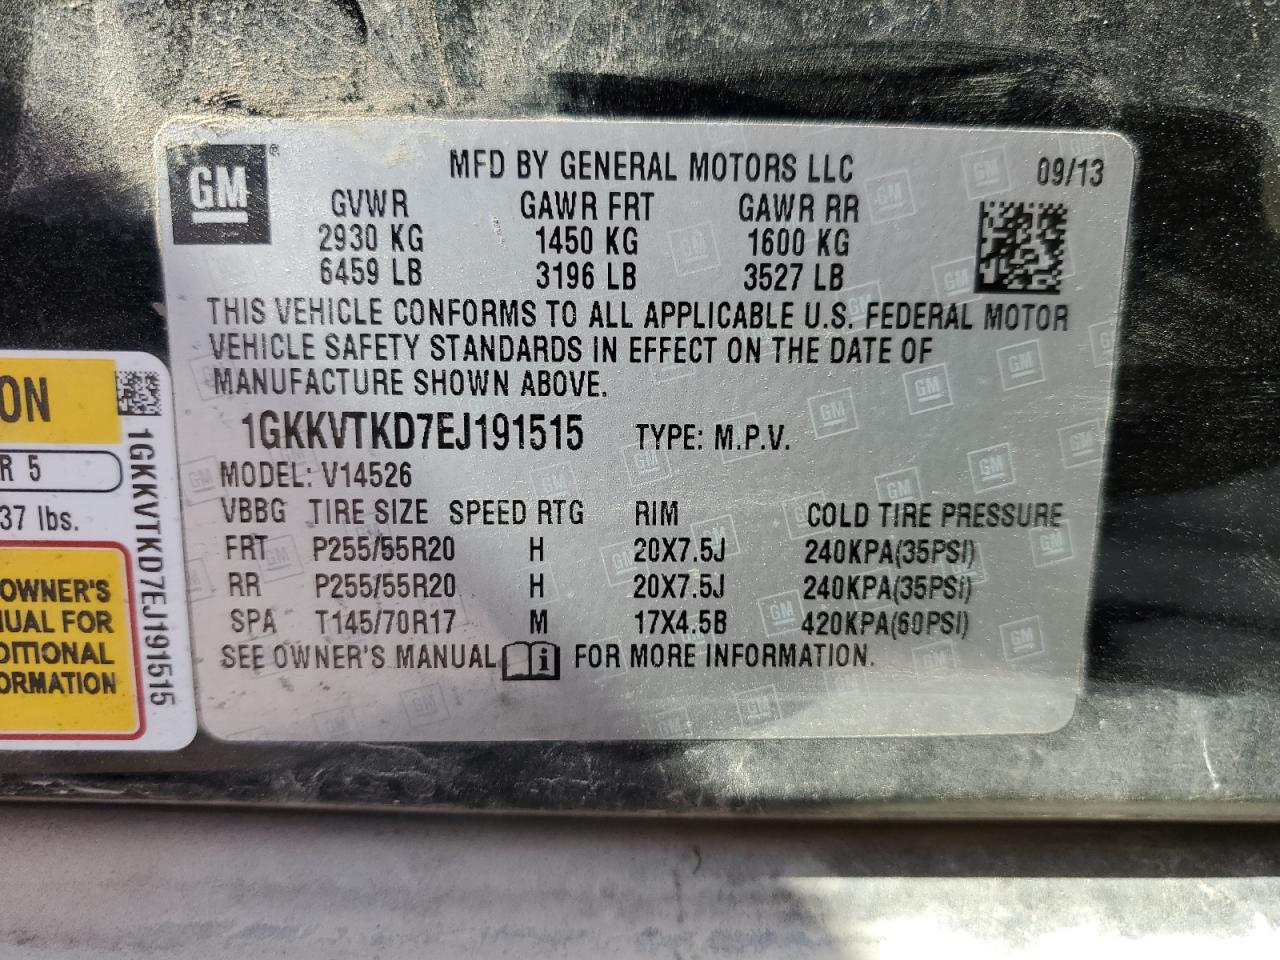 GM
MFD BY GENERAL MOTORS LLC 09/13
GVWR GAWR FRT GAWR RR
2930 KG 1450 KG 1600 KG
6459 LB 3196 LB 3527 LB
THIS VEHICLE CONFORMS TO ALL APPLICABLE U.S. FEDERAL MOTOR
VEHICLE SAFETY STANDARDS IN EFFECT ON THE DATE OF
MANUFACTURE SHOWN ABOVE.
1GKKVTKD7EJ191515 TYPE: M.P.V.
MODEL: V14526
VBBG TIRE SIZE SPEED RTG RIM COLD TIRE PRESSURE
FRT P255/55R20 H 20X7.5J 240KPA(35PSI)
RR P255/55R20 H 20X7.5J 240KPA(35PSI)
SPA T145/70R17 M 17X4.5B 420KPA(60PSI)
SEE OWNER'S MANUAL i FOR MORE INFORMATION.
ON
R 5
37 lbs.
OWNER'S
NUAL FOR
DITIONAL
ORMATION
1GKKVTKD7EJ191515